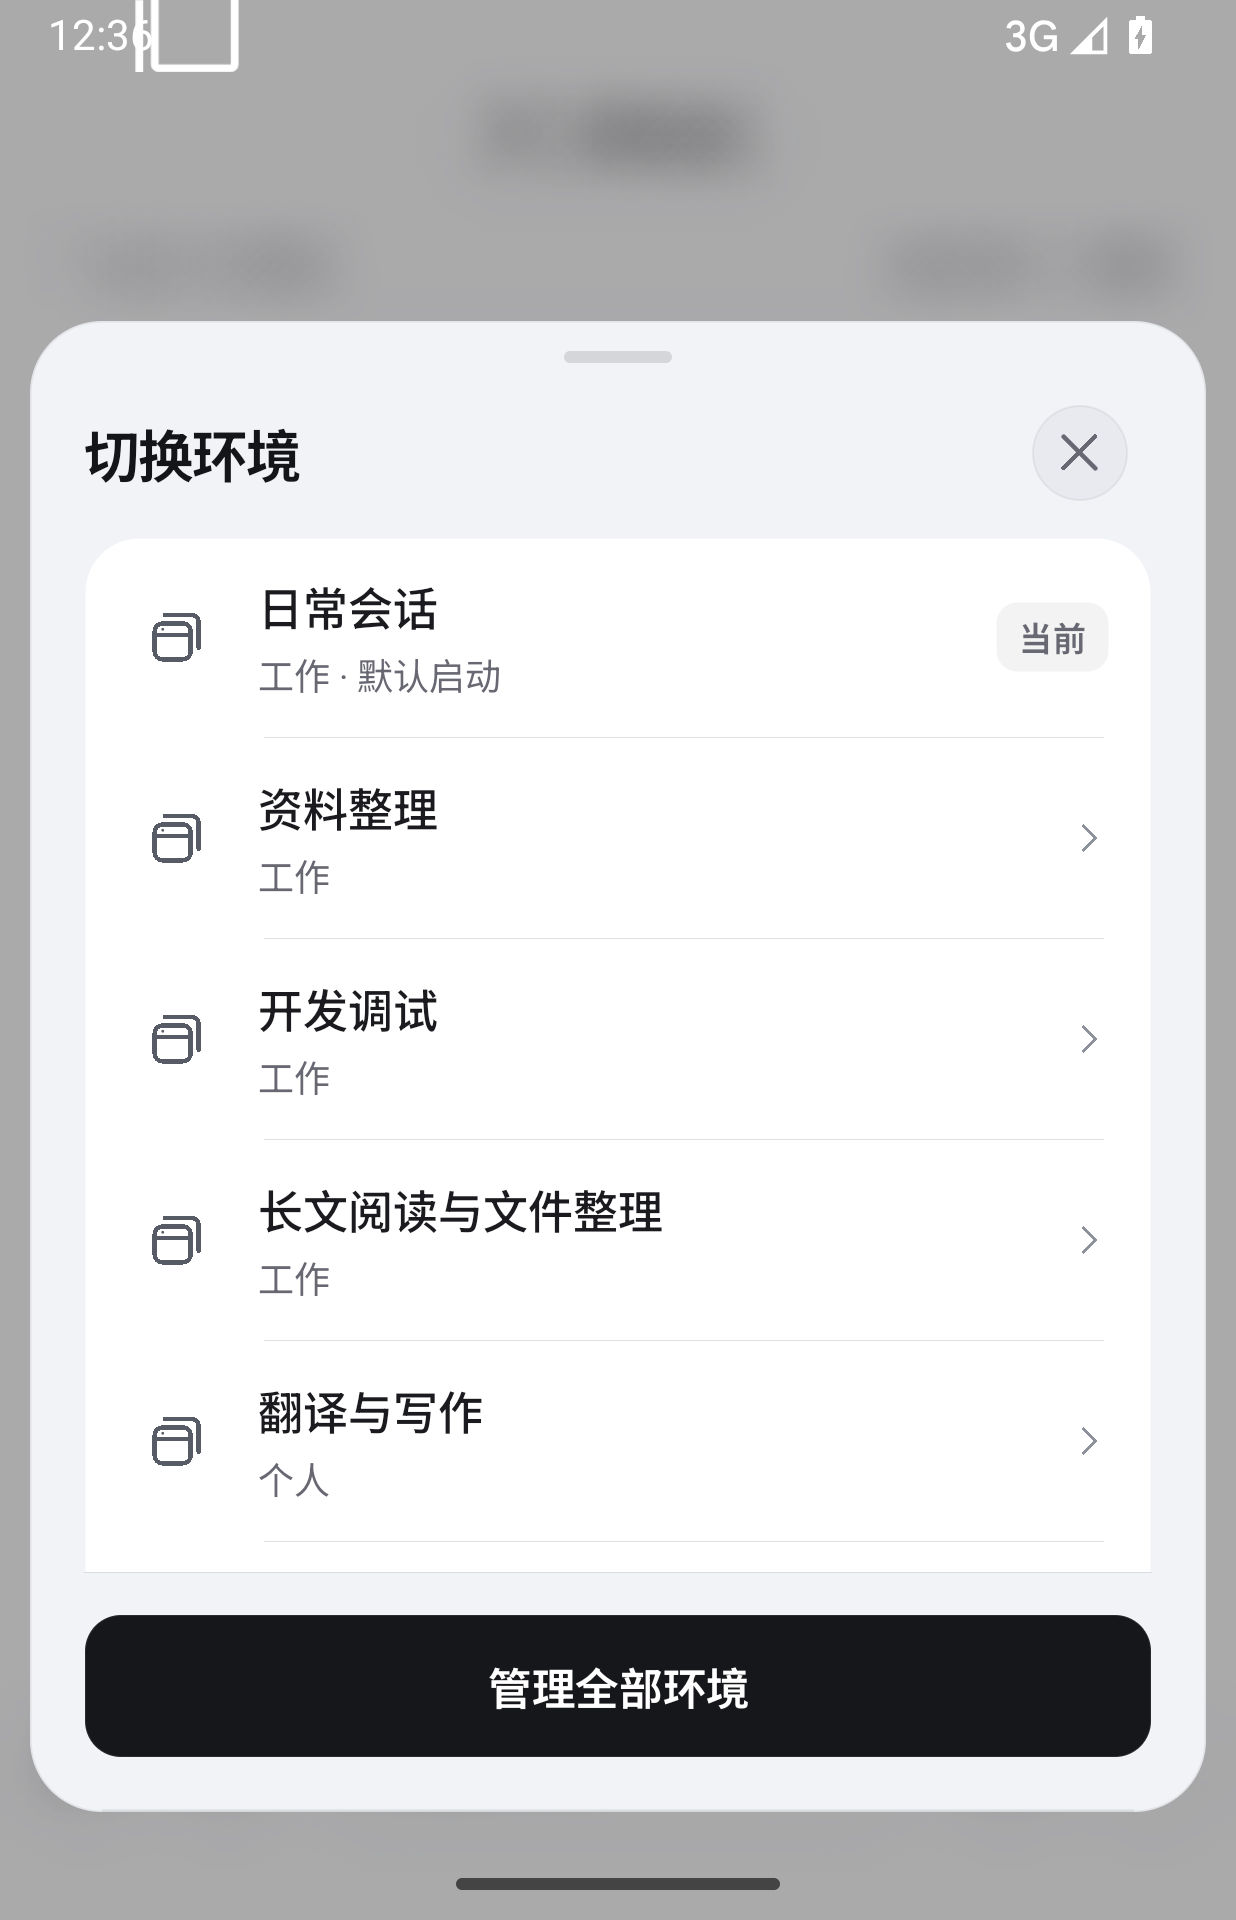 12:36
3G
切换环境
日常会话
当前
工作 · 默认启动
资料整理
工作
开发调试
工作
长文阅读与文件整理
工作
翻译与写作
个人
管理全部环境